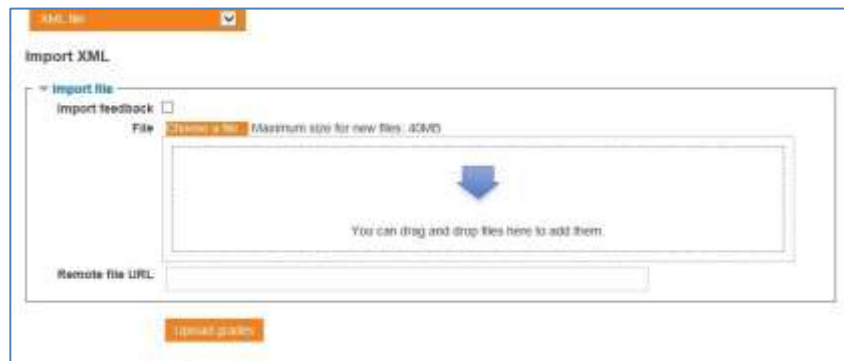 XML file
Import XML
Import file
Import feedback
File Choose a file... Maximum size for new files: 40MB
You can drag and drop files here to add them.
Remote file URL
Upload grades